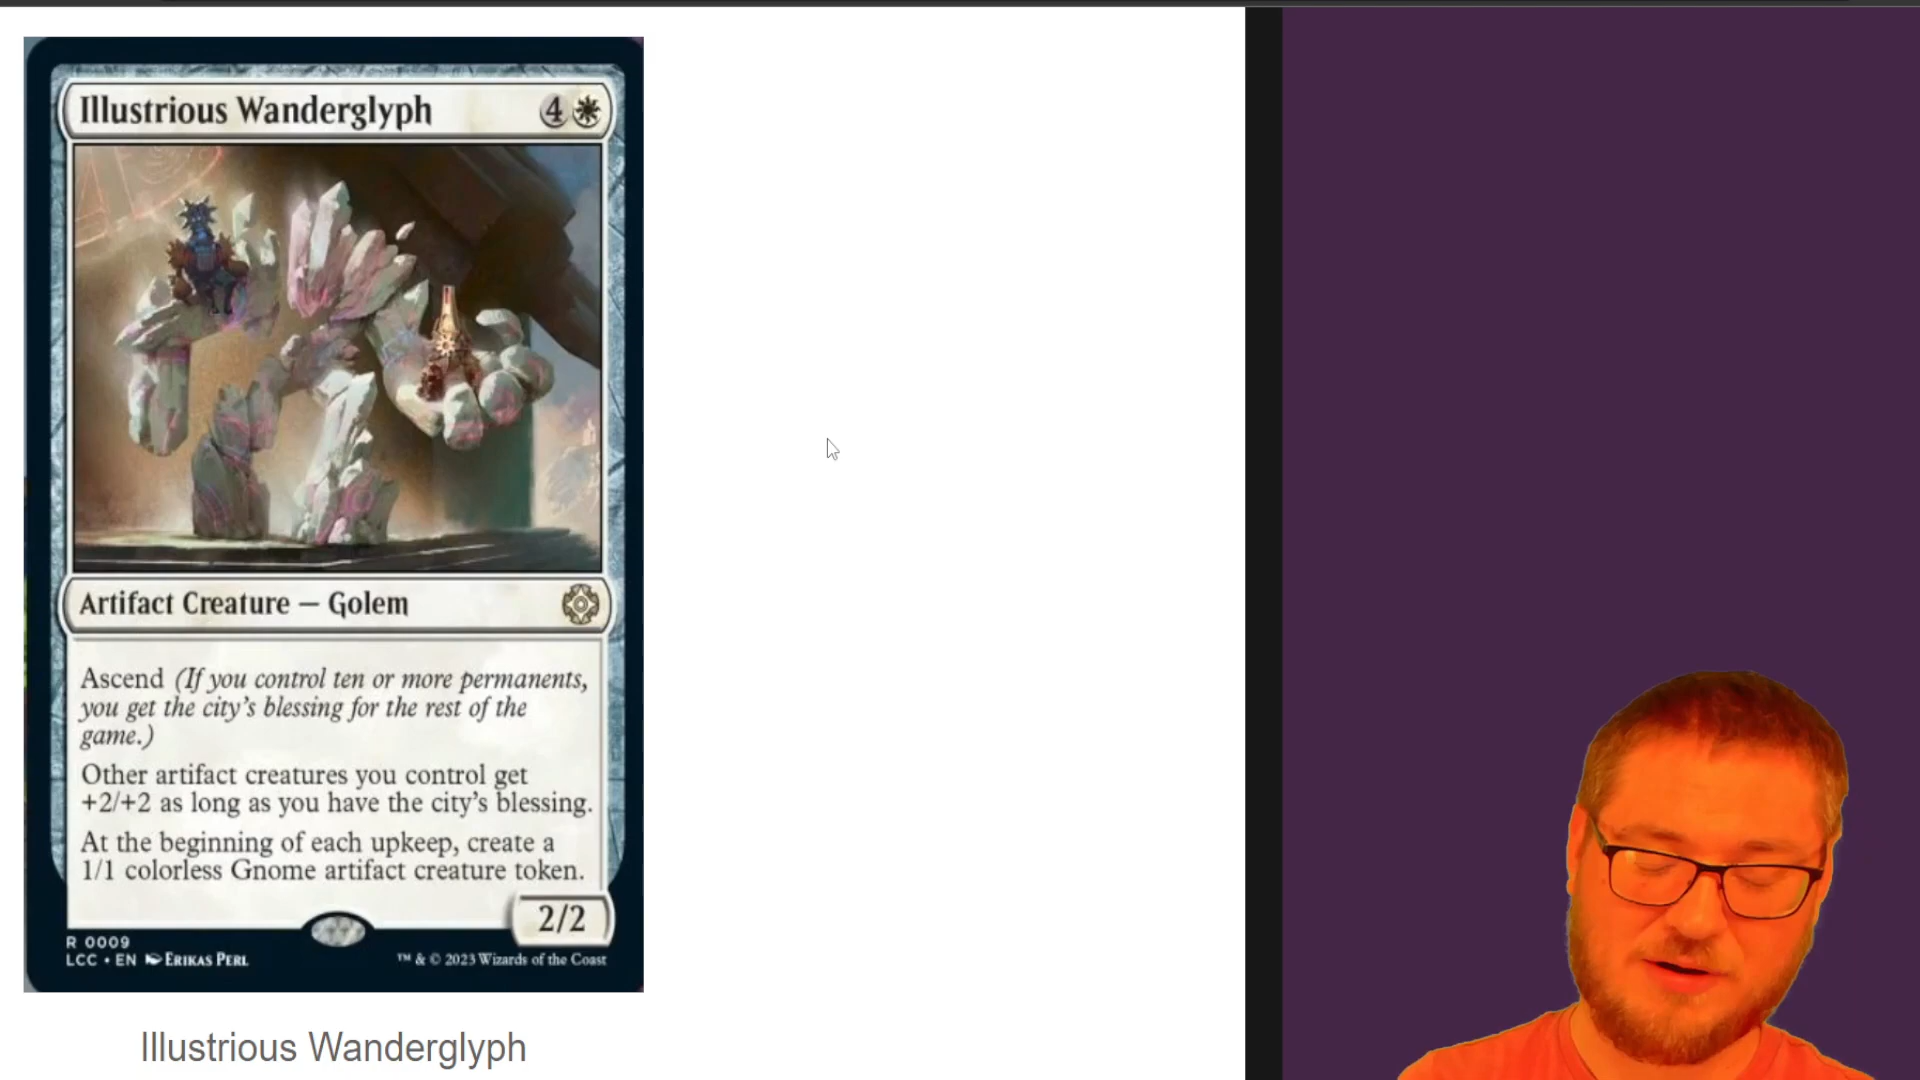 Illustrious Wanderglyph 4
Artifact Creature — Golem
Ascend (If you control ten or more permanents,
you get the city's blessing for the rest of the
game.)
Other artifact creatures you control get
+2/+2 as long as you have the city's blessing.
At the beginning of each upkeep, create a
1/1 colorless Gnome artifact creature token.
2/2
R 0009
LCC • EN ERIKAS PERL
™ & © 2023 Wizards of the Coast
Illustrious Wanderglyph